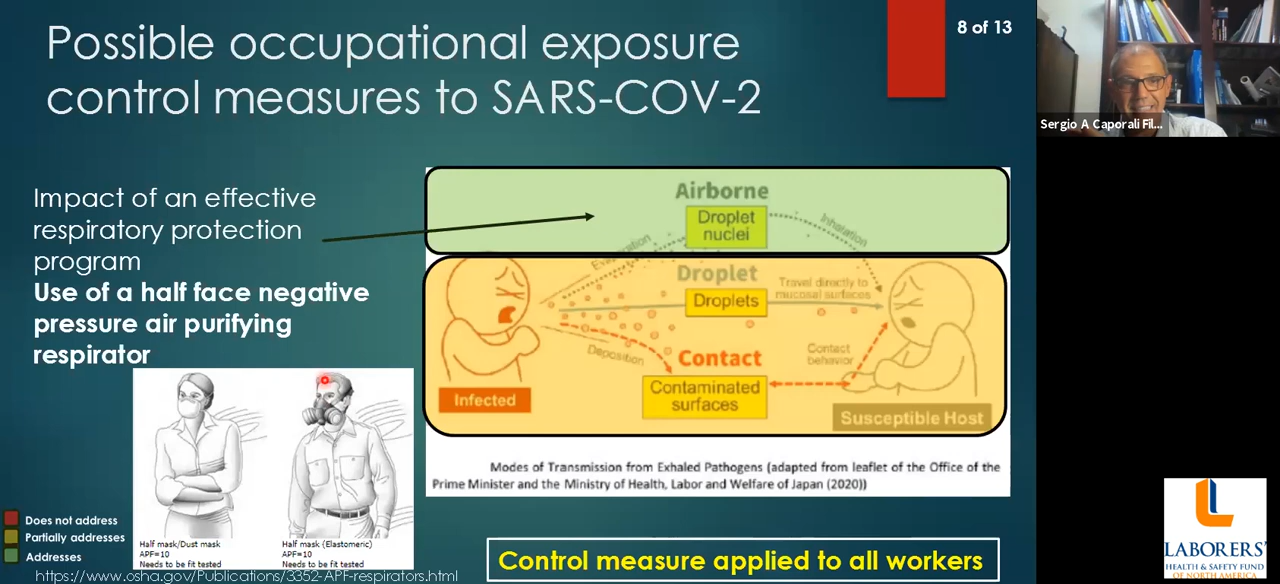 Possible occupational exposure
control measures to SARS-COV-2
8 of 13
Sergio A Caporali Fil...
Impact of an effective
respiratory protection
program
Use of a half face negative
pressure air purifying
respirator
Airborne
Droplet
nuclei
Evaporation
Inhalation
Droplet
Droplets
Travel directly to
mucosal surfaces
Deposition
Contact
Contact
behavior
Contaminated
surfaces
Infected
Susceptible Host
Modes of Transmission from Exhaled Pathogens (adapted from leaflet of the Office of the
Prime Minister and the Ministry of Health, Labor and Welfare of Japan (2020))
Does not address
Partially addresses
Addresses
Half mask/Dust mask
APF=10
Needs to be fit tested
Half mask (Elastomeric)
APF=10
Needs to be fit tested
https://www.osha.gov/Publications/3352-APF-respirators.html
Control measure applied to all workers
LABORERS'
HEALTH & SAFETY FUND
OF NORTH AMERICA